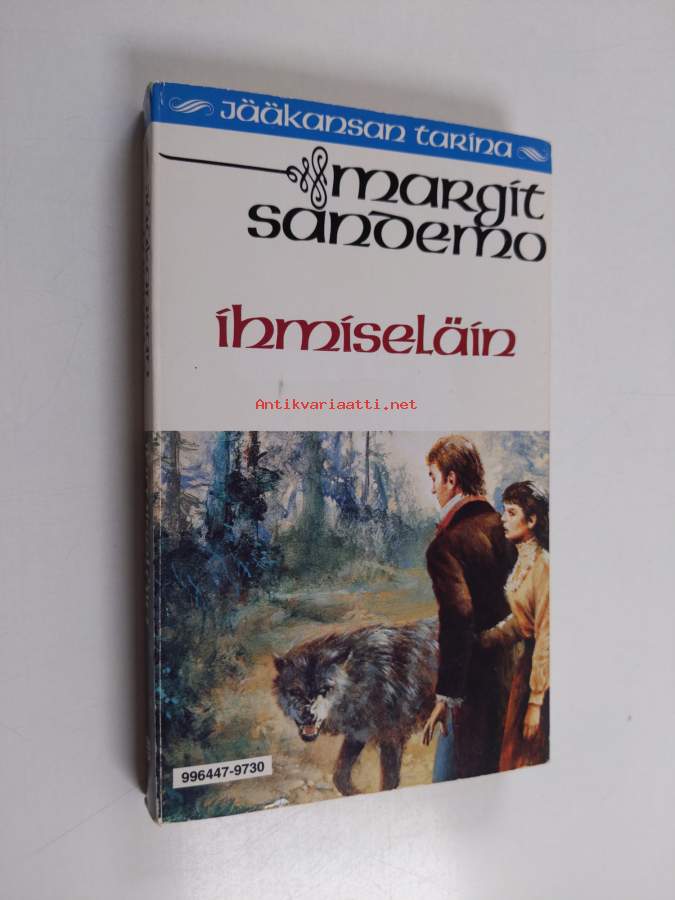 Jääkansan tarina
margit
sandemo
ihmiseläin
Antikvariaatti.net
996447-9730